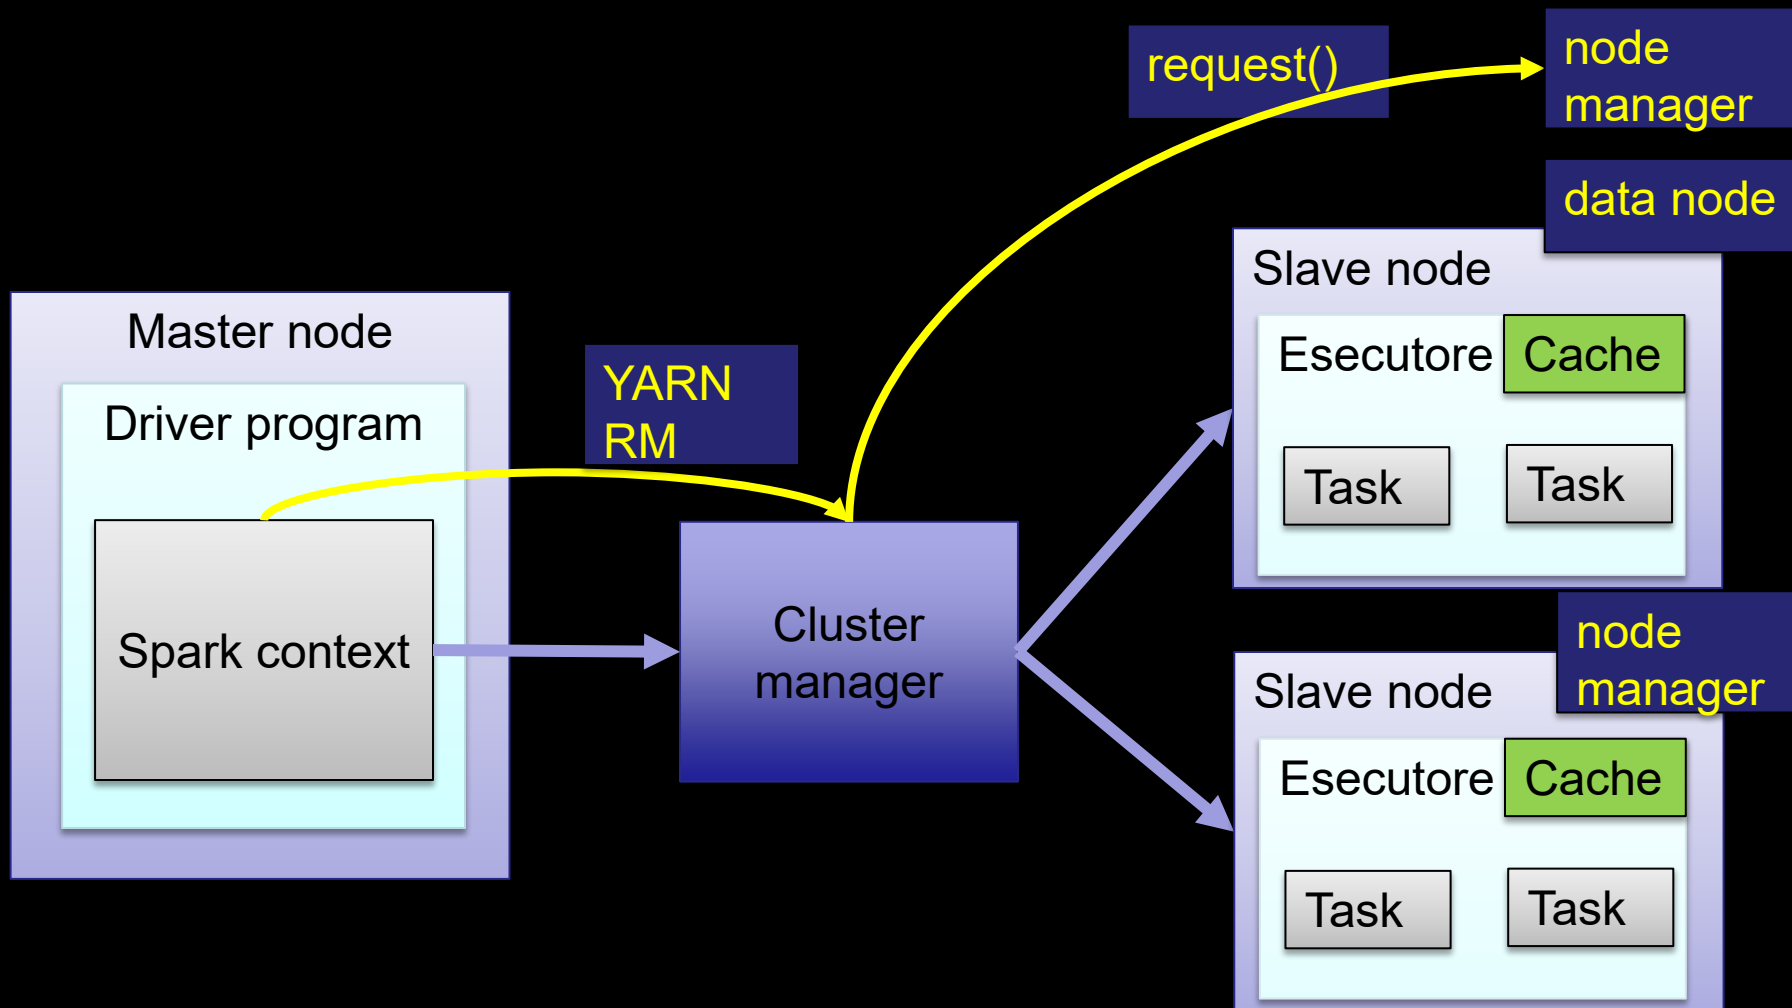 request()
node
manager
data node
Slave node
Esecutore
Cache
Task
Task
Master node
Driver program
Spark context
YARN
RM
Cluster
manager
node
manager
Slave node
Esecutore
Cache
Task
Task